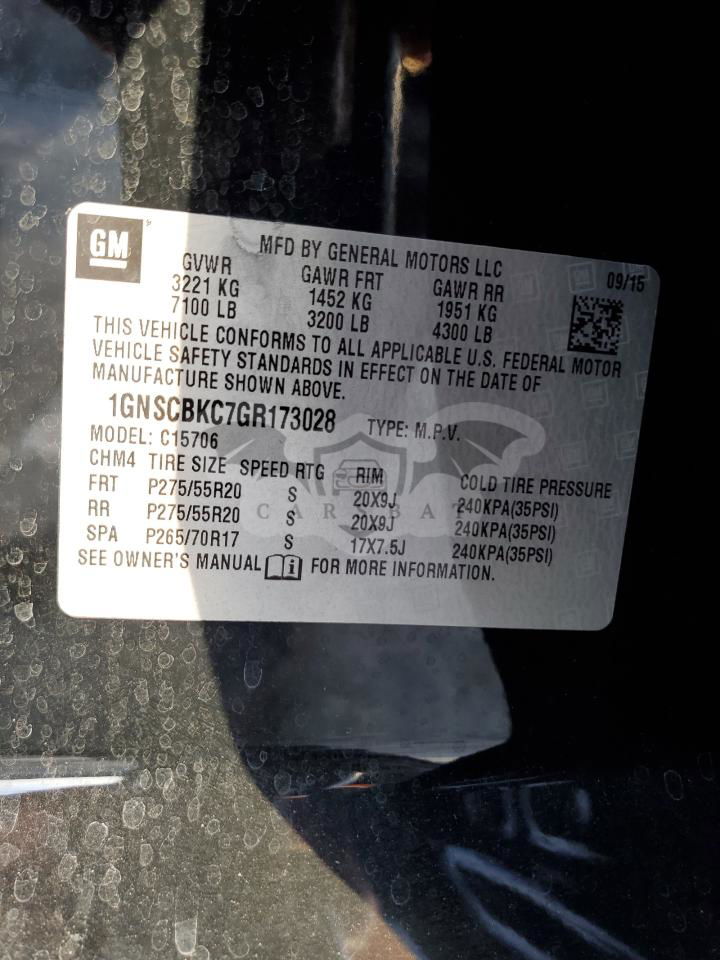 GM
MFD BY GENERAL MOTORS LLC
09/15
GVWR GAWR FRT GAWR RR
3221 KG 1452 KG 1951 KG
7100 LB 3200 LB 4300 LB
THIS VEHICLE CONFORMS TO ALL APPLICABLE U.S. FEDERAL MOTOR
VEHICLE SAFETY STANDARDS IN EFFECT ON THE DATE OF
MANUFACTURE SHOWN ABOVE.
1GNSCBKC7GR173028 TYPE: M.P.V.
MODEL: C15706
CHM4 TIRE SIZE SPEED RTG RIM COLD TIRE PRESSURE
FRT P275/55R20 S 20X9J 240KPA(35PSI)
RR P275/55R20 S 20X9J 240KPA(35PSI)
SPA P265/70R17 S 17X7.5J 240KPA(35PSI)
SEE OWNER'S MANUAL FOR MORE INFORMATION.